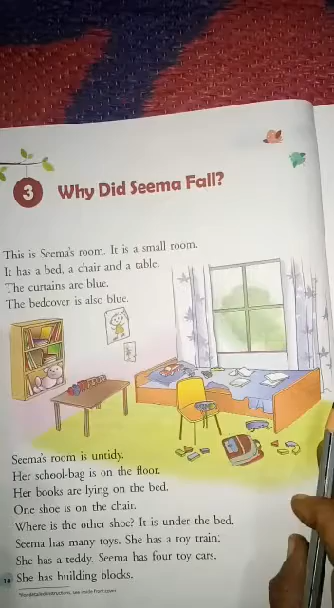 3 Why Did Seema Fall?
This is Seema's room. It is a small room.
It has a bed, a chair and a table.
The curtains are blue.
The bedcover is also blue.
Seema's room is untidy.
Her school-bag is on the floor.
Her books are lying on the bed.
One shoe is on the chair.
Where is the other shoe? It is under the bed.
Seema has many toys. She has a toy train.
She has a teddy. Seema has four toy cars.
She has building blocks.